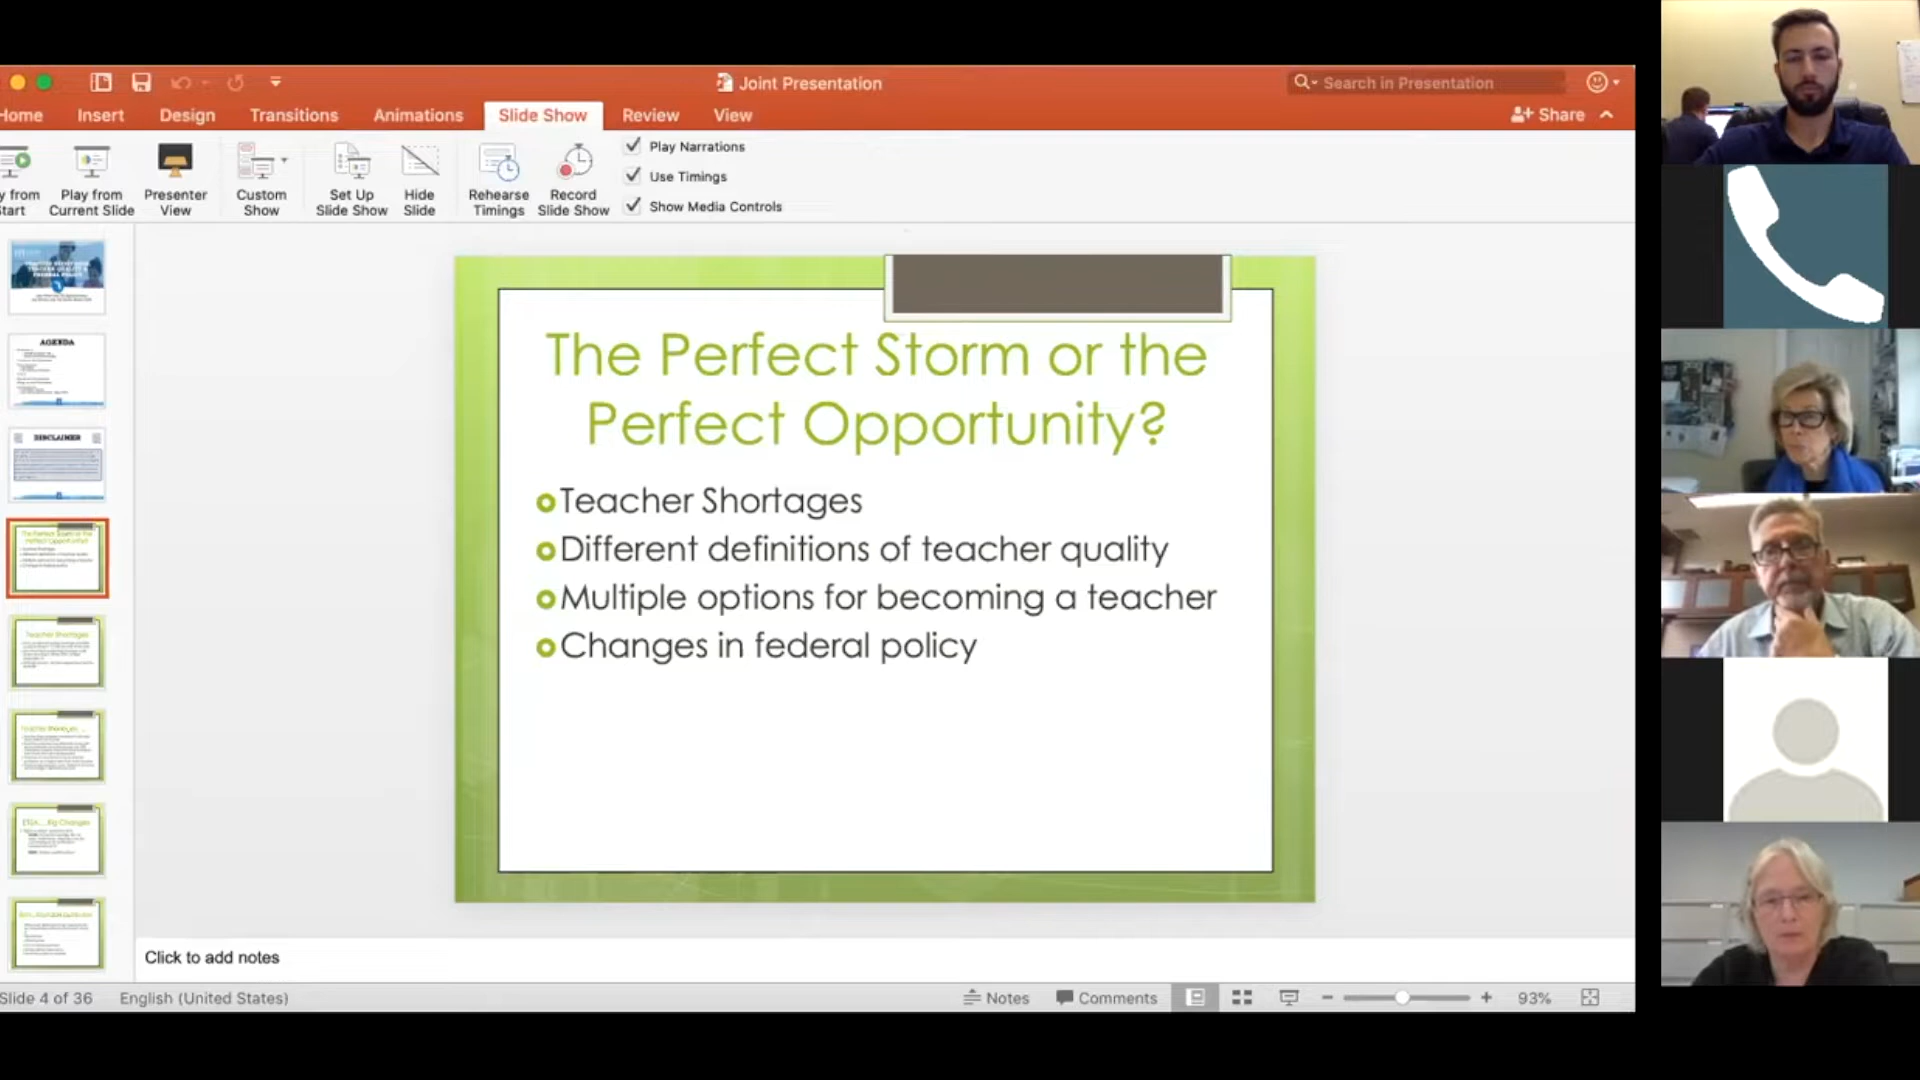 Joint Presentation
Search in Presentation
Home
Insert
Design
Transitions
Animations
Slide Show
Review
View
Share
Play from
Current Slide
Presenter
View
Custom
Show
Set Up
Slide Show
Hide
Slide
Rehearse
Timings
Record
Slide Show
Play Narrations
Use Timings
Show Media Controls
AGENDA
DISCLAIMER
The Perfect Storm or the
Perfect Opportunity?
Teacher Shortages
Teacher Shortages
Different definitions of teacher quality
Multiple options for becoming a teacher
Changes in federal policy
Click to add notes
Slide 4 of 36
English (United States)
Notes
Comments
93%